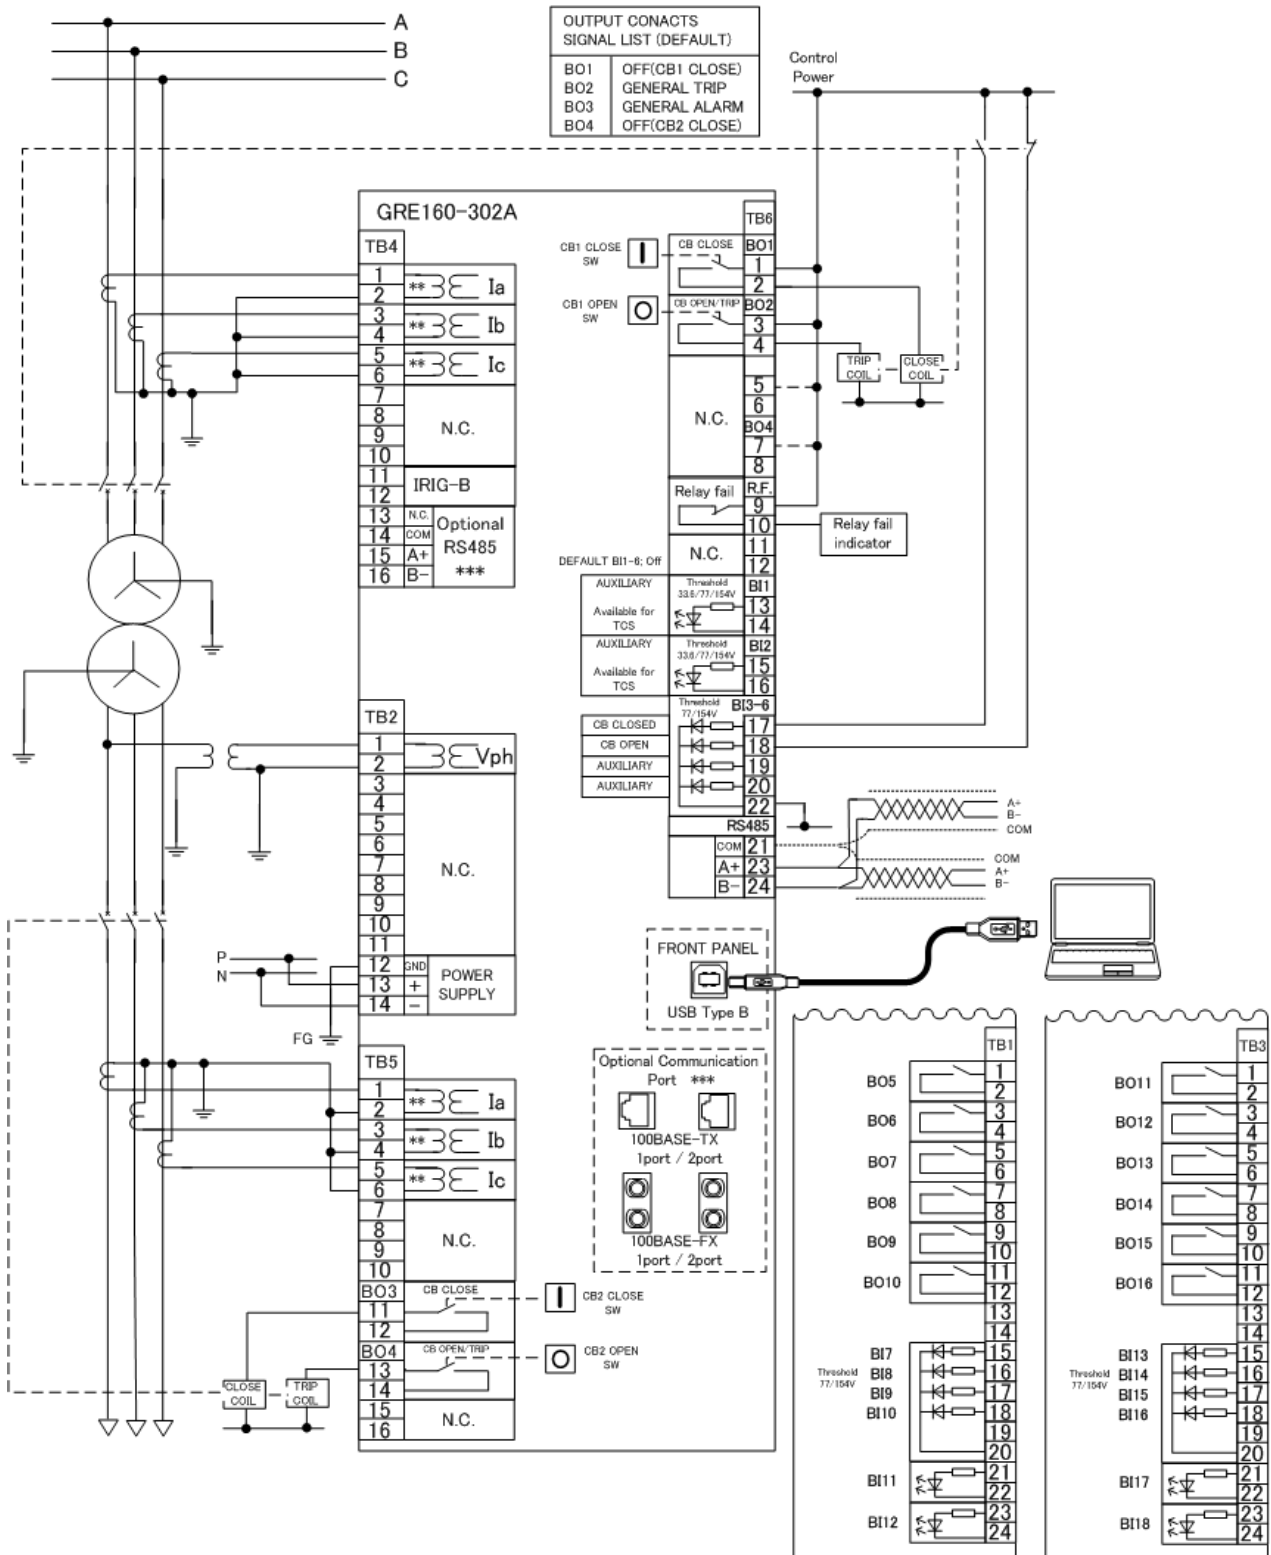 A
B
C
OUTPUT CONACTS
SIGNAL LIST (DEFAULT)
BO1 OFF(CB1 CLOSE)
BO2 GENERAL TRIP
BO3 GENERAL ALARM
BO4 OFF(CB2 CLOSE)
Control
Power
GRE160-302A
TB4
1
2
** Ia
3
4
** Ib
5
6
** Ic
7
8
9
10
N.C.
11
12
IRIG-B
13 N.C.
14 COM
15 A+
16 B-
Optional
RS485
***
TB6
CB1 CLOSE
SW
CB CLOSE
BO1
1
2
CB1 OPEN
SW
CB OPEN/TRIP
BO2
3
4
TRIP
COIL
CLOSE
COIL
5
6
N.C.
BO4
7
8
Relay fail
R.F.
9
10
Relay fail
indicator
11
12
N.C.
DEFAULT BI1-6; Off
AUXILIARY
Available for
TCS
Threshold
33.6/77/154V
BI1
13
14
AUXILIARY
Available for
TCS
Threshold
33.6/77/154V
BI2
15
16
Threshold
77/154V
BI3-6
CB CLOSED
17
CB OPEN
18
AUXILIARY
19
AUXILIARY
20
22
RS485
COM 21
A+ 23
B- 24
A+
B-
COM
COM
A+
B-
TB2
1
2
Vph
3
4
5
6
7
8
9
10
11
N.C.
12 GND
13 +
14 -
POWER
SUPPLY
P
N
FG
FRONT PANEL
USB Type B
TB5
1
2
** Ia
3
4
** Ib
5
6
** Ic
7
8
9
10
N.C.
BO3
11
12
CB CLOSE
CB2 CLOSE
SW
BO4
13
14
CB OPEN/TRIP
CB2 OPEN
SW
15
16
N.C.
CLOSE
COIL
TRIP
COIL
Optional Communication
Port ***
100BASE-TX
1port / 2port
100BASE-FX
1port / 2port
TB1
BO5
1
2
BO6
3
4
BO7
5
6
BO8
7
8
BO9
9
10
BO10
11
12
13
14
Threshold
77/154V
BI7 15
BI8 16
BI9 17
BI10 18
19
20
BI11
21
22
BI12
23
24
TB3
BO11
1
2
BO12
3
4
BO13
5
6
BO14
7
8
BO15
9
10
BO16
11
12
13
14
Threshold
77/154V
BI13 15
BI14 16
BI15 17
BI16 18
19
20
BI17
21
22
BI18
23
24